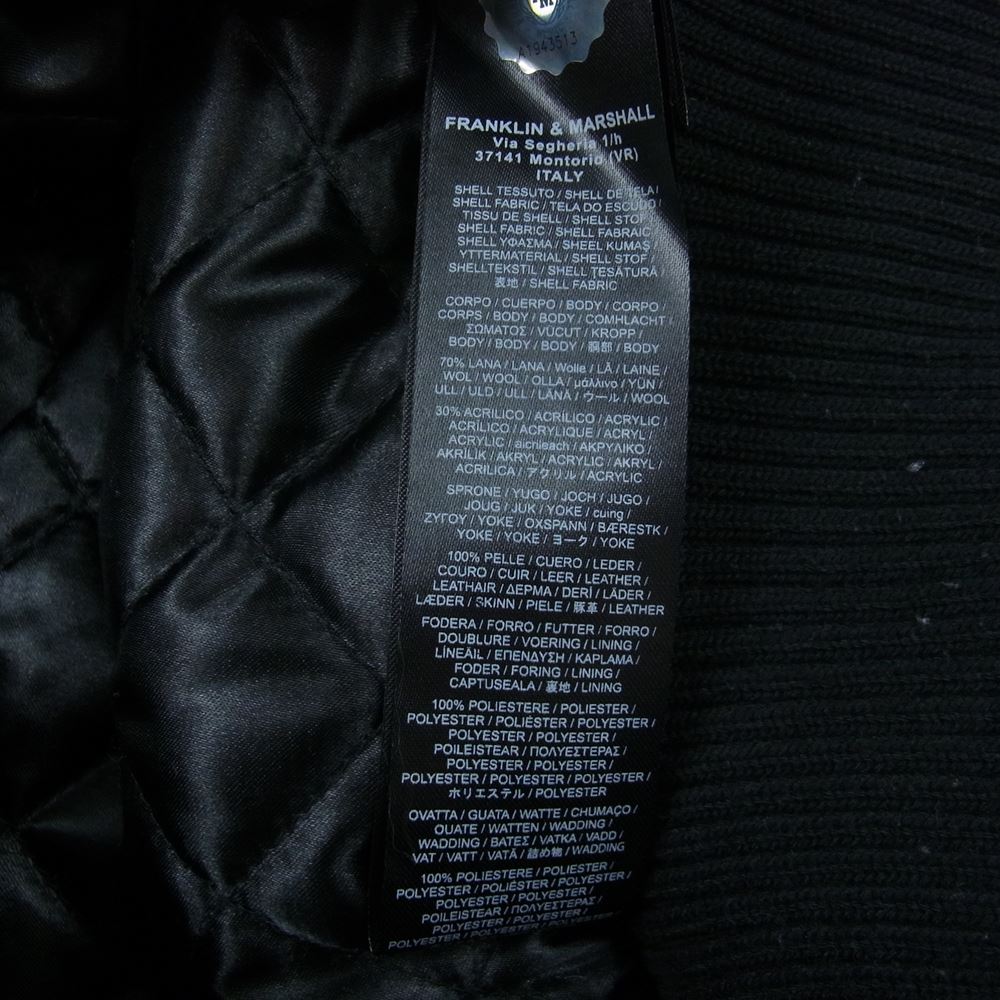 A1943513
FRANKLIN & MARSHALL
Via Segheria 1/h
37141 Montorio (VR)
ITALY
SHELL TESSUTO / SHELL DE TELA /
SHELL FABRIC / TELA DO ESCUDO /
TISSU DE SHELL / SHELL STOF /
SHELL FABRIC / SHELL FABRAIC
SHELL ΥΦΑΣΜΑ / SHEEL KUMAŞ
YTTERMATERIAL / SHELL STOF /
SHELLTEKSTIL / SHELL ŢESĂTURĂ
表地 / SHELL FABRIC
CORPO / CUERPO / BODY / CORPO /
CORPS / BODY / BODY / COMHLACHT /
ΣΩΜΑΤΟΣ / VÜCUT / KROPP /
BODY / BODY / BODY / 胴部 / BODY
70% LANA / LANA / Wolle / LÃ / LAINE /
WOL / WOOL / OLLA / μάλλινο / YÜN /
ULL / ULD / ULL / LÂNĂ / ウール / WOOL
30% ACRILICO / ACRÍLICO / ACRYLIC
ACRÍLICO / ACRYLIQUE / ACRYL /
ACRYLIC / aicrileach / ΑΚΡΥΛΙΚΟ
AKRİLİK / AKRYL / ACRYLIC / AKRYL /
ACRILICA / アクリル / ACRYLIC
SPRONE / YUGO / JOCH / JUGO /
JOUG / JUK / YOKE / cuing /
ΖΥΓΟΥ / YOKE / OXSPANN / BÆRESTK /
YOKE / YOKE / ヨーク / YOKE
100% PELLE / CUERO / LEDER /
COURO / CUIR / LEER / LEATHER /
LEATHAIR / ΔΕΡΜΑ / DERİ / LÄDER /
LÆDER / SKINN / PIELE / 豚革 / LEATHER
FODERA / FORRO / FUTTER / FORRO /
DOUBLURE / VOERING / LINING /
LÍNEÁIL / ΕΠΕΝΔΥΣΗ / KAPLAMA /
FODER / FORING / LINING /
CAPTUSEALA / 裏地 / LINING
100% POLIESTERE / POLIESTER /
POLYESTER / POLIÉSTER / POLYESTER /
POLYESTER / POLYESTER /
POILEISTEAR / ΠΟΛΥΕΣΤΕΡΑΣ /
POLYESTER / POLYESTER /
POLYESTER / POLYESTER / POLYESTER /
ポリエステル / POLYESTER
OVATTA / GUATA / WATTE / CHUMAÇO /
OUATE / WATTEN / WADDING /
WADDING / ΒΑΤΕΣ / VATKA / VADD /
VAT / VATT / VATĂ / 詰め物 / WADDING
100% POLIESTERE / POLIESTER /
POLYESTER / POLIÉSTER / POLYESTER /
POLYESTER / POLYESTER /
POILEISTEAR / ΠΟΛΥΕΣΤΕΡΑΣ /
POLYESTER / POLYESTER /
POLYESTER / POLYESTER / POLYESTER /